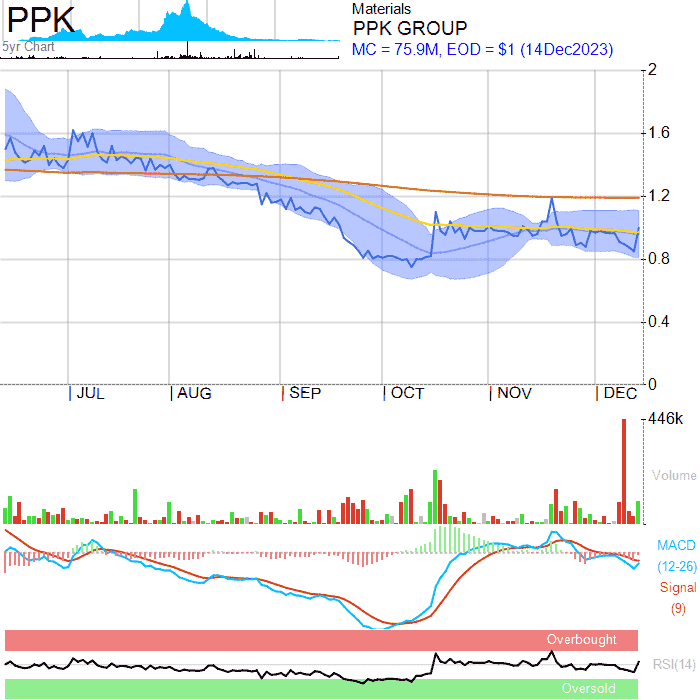 PPK
5yr Chart
Materials
PPK GROUP
MC = 75.9M, EOD = $1 (14Dec2023)
2
1.6
1.2
0.8
0.4
0
JUL AUG SEP OCT NOV DEC
446k
Volume
MACD
(12-26)
Signal
(9)
Overbought
RSI(14)
Oversold